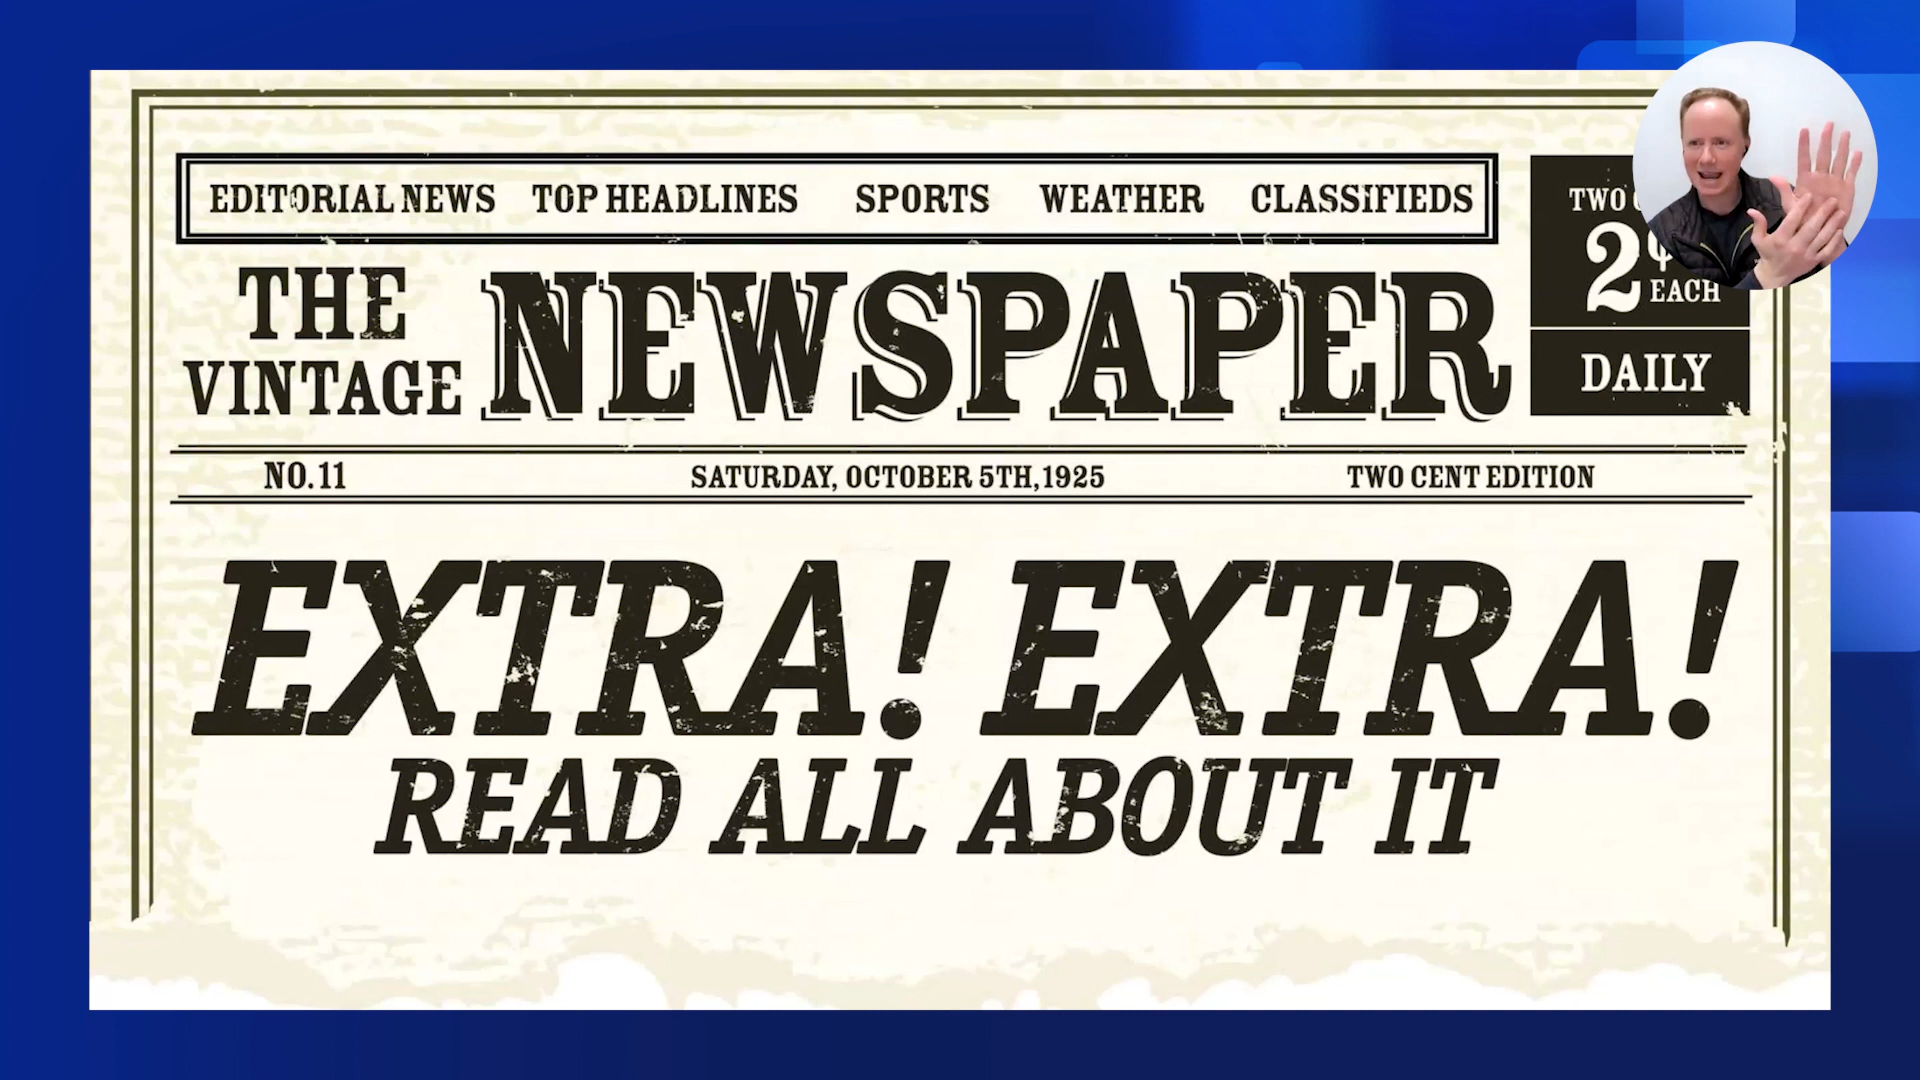 EDITORIAL NEWS TOP HEADLINES SPORTS WEATHER CLASSIFIEDS
TWO
2
EACH
DAILY
THE
VINTAGE
NEWSPAPER
NO. 11 SATURDAY, OCTOBER 5TH, 1925 TWO CENT EDITION
EXTRA! EXTRA!
READ ALL ABOUT IT